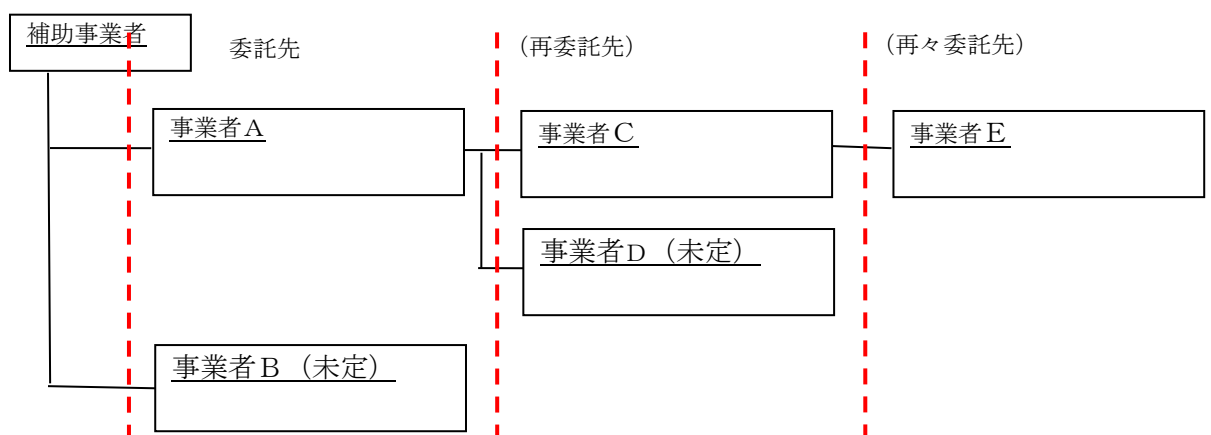 補助事業者
委託先
（再委託先）
（再々委託先）
事業者A
事業者C
事業者E
事業者D（未定）
事業者B（未定）